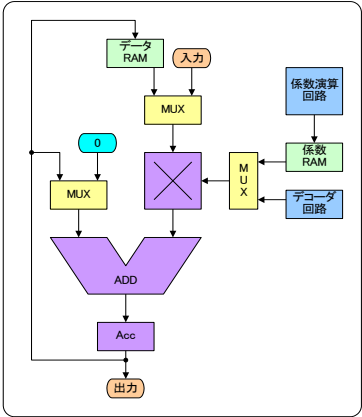 データ
RAM
入力
係数演算
回路
MUX
0
係数
RAM
MUX
M
U
X
デコーダ
回路
ADD
Acc
出力